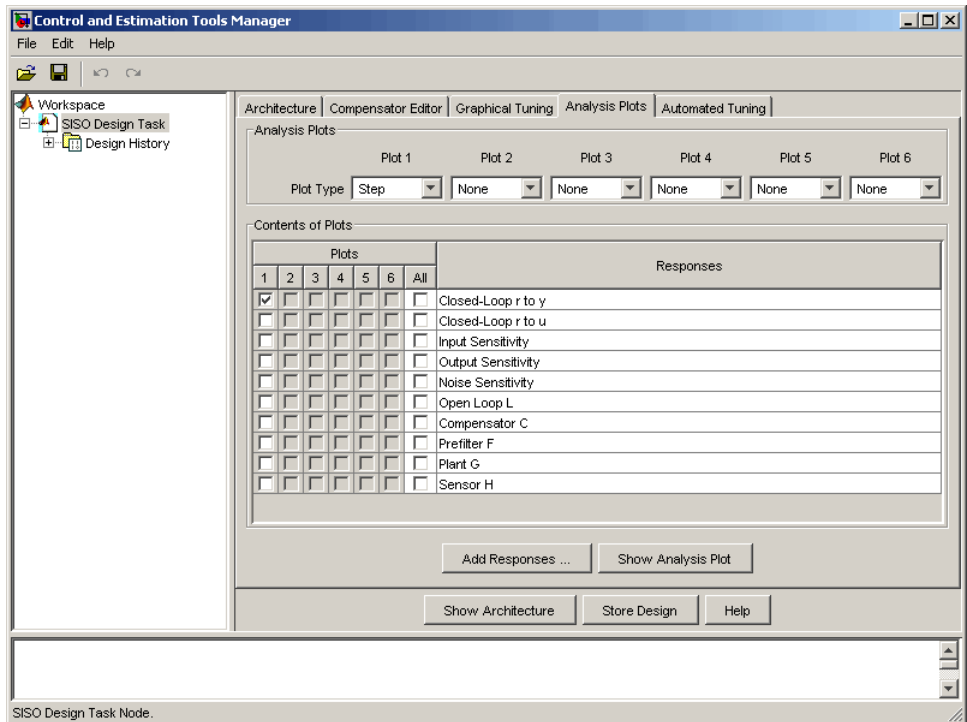 Control and Estimation Tools Manager
File Edit Help
Workspace
SISO Design Task
Design History
Architecture Compensator Editor Graphical Tuning Analysis Plots Automated Tuning
Analysis Plots
Plot 1 Plot 2 Plot 3 Plot 4 Plot 5 Plot 6
Plot Type Step None None None None None
Contents of Plots
Plots
Responses
1 2 3 4 5 6 All
Closed-Loop r to y
Closed-Loop r to u
Input Sensitivity
Output Sensitivity
Noise Sensitivity
Open Loop L
Compensator C
Prefilter F
Plant G
Sensor H
Add Responses ... Show Analysis Plot
Show Architecture Store Design Help
SISO Design Task Node.